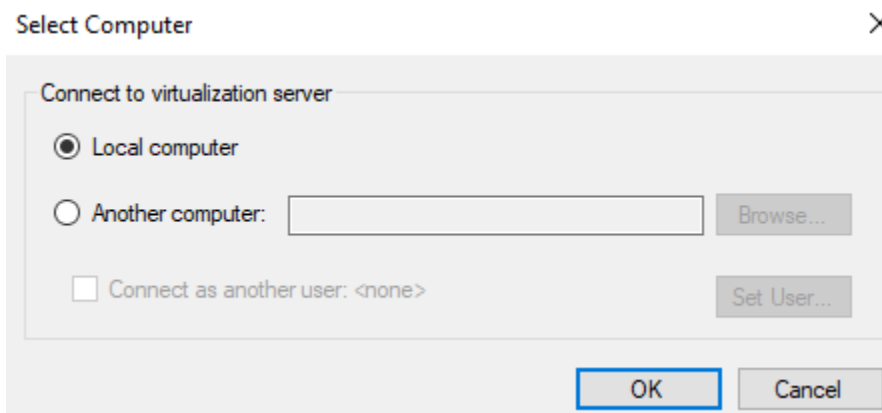 Select Computer
Connect to virtualization server
Local computer
Another computer:
Browse...
Connect as another user: <none>
Set User...
OK
Cancel